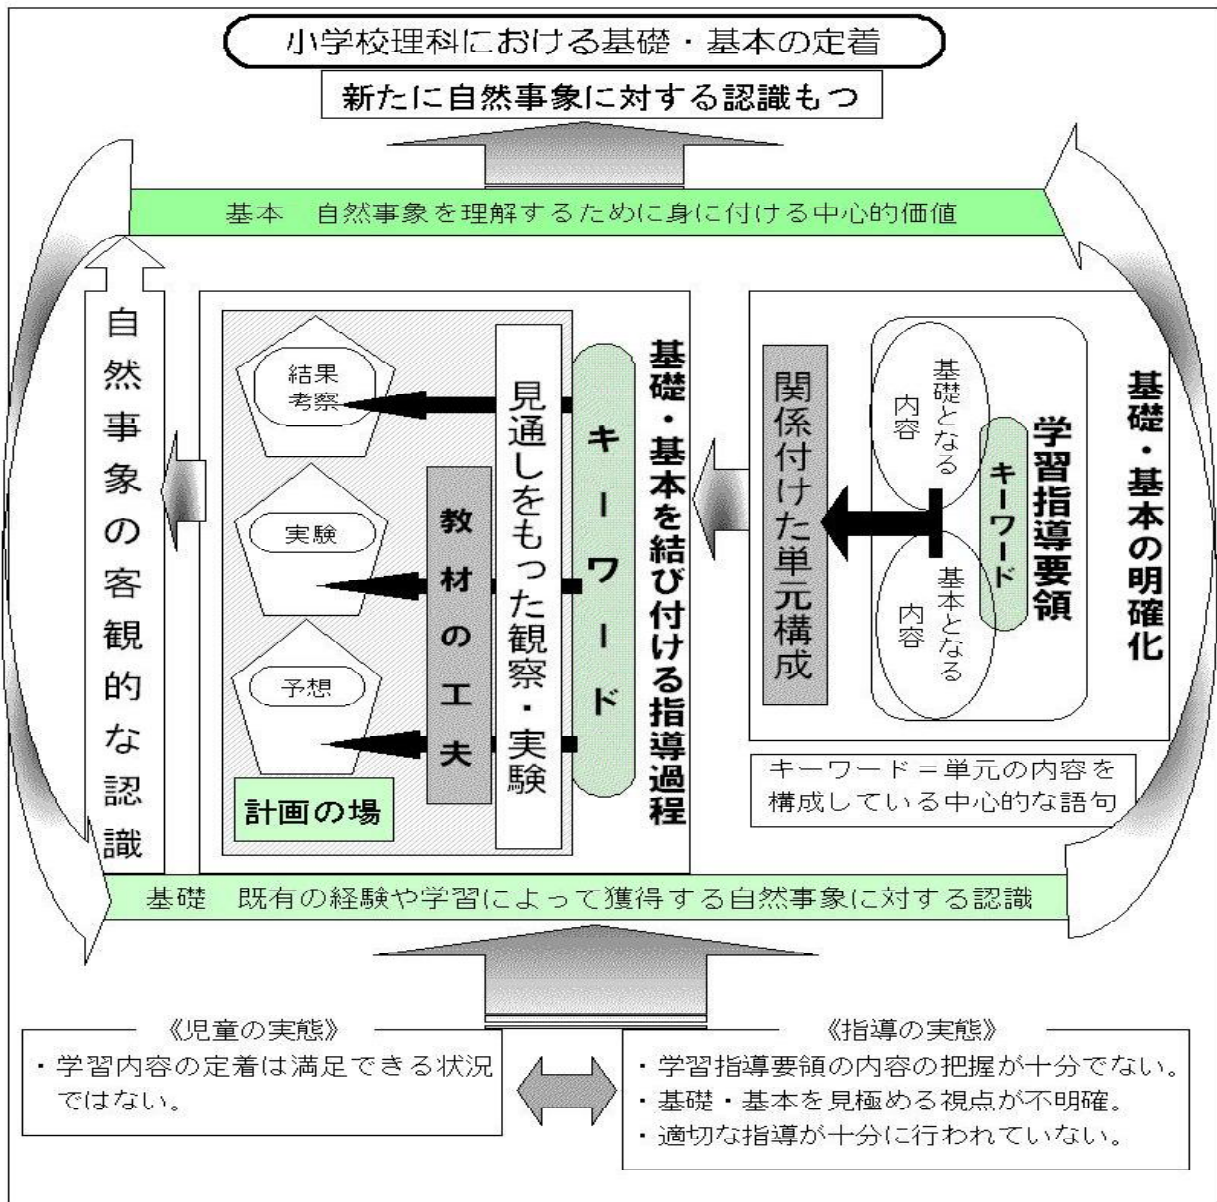 小学校理科における基礎・基本の定着
新たに自然事象に対する認識もつ
基本　自然事象を理解するために身に付ける中心的価値
自然事象の客観的な認識
結果
考察
実験
予想
計画の場
教材の工夫
見通しをもった観察・実験
キーワード
基礎・基本を結び付ける指導過程
関係付けた単元構成
基礎となる
内容
基本となる
内容
キーワード
学習指導要領
基礎・基本の明確化
キーワード＝単元の内容を
構成している中心的な語句
基礎　既有の経験や学習によって獲得する自然事象に対する認識
《児童の実態》
・学習内容の定着は満足できる状況
ではない。
《指導の実態》
・学習指導要領の内容の把握が十分でない。
・基礎・基本を見極める視点が不明確。
・適切な指導が十分に行われていない。